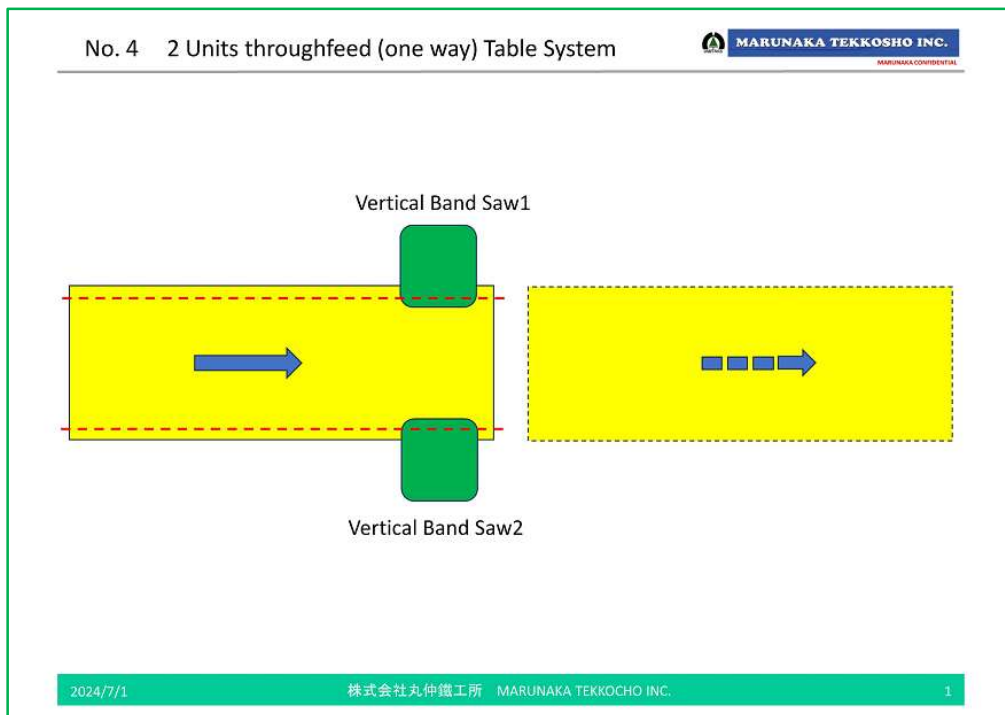 No. 4 2 Units throughfeed (one way) Table System
MARUNAKA TEKKOSHO INC.
MARUNAKA CONFIDENTIAL
Vertical Band Saw1
Vertical Band Saw2
2024/7/1 株式会社丸仲鐵工所 MARUNAKA TEKKOCHO INC. 1